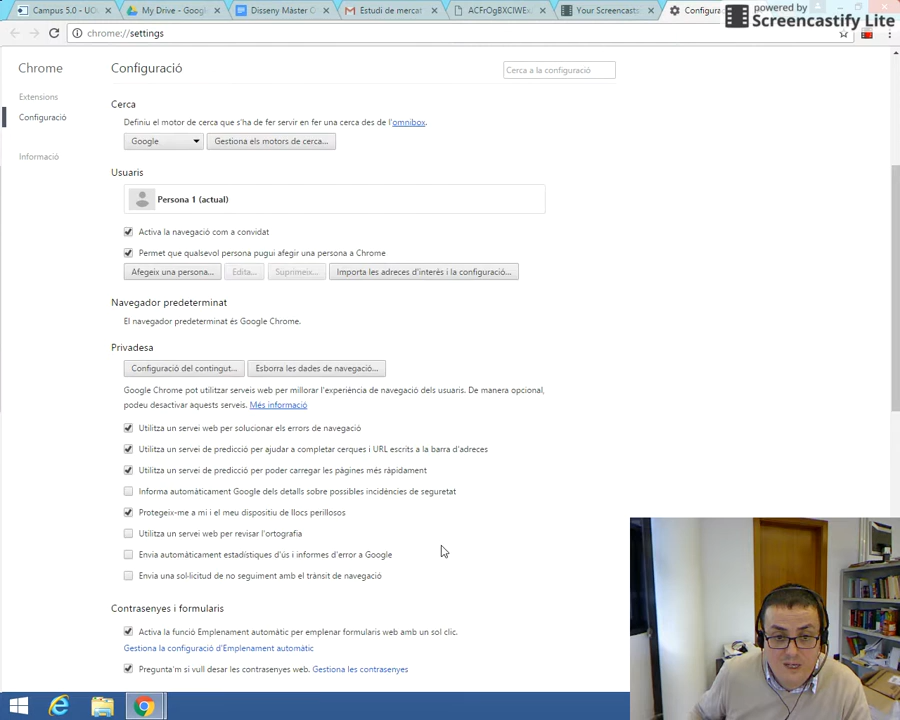 Campus 5.0 - UO
My Drive - Googl
Disseny Máster O
Estudi de mercat
ACFrOgBXCIWEx
Your Screencasts
Configura
powered by
Screencastify Lite
chrome://settings
Chrome
Configuració
Cerca a la configuració
Extensions
Configuració
Informació
Cerca
Definiu el motor de cerca que s'ha de fer servir en fer una cerca des de l'omnibox.
Google
Gestiona els motors de cerca...
Usuaris
Persona 1 (actual)
Activa la navegació com a convidat
Permet que qualsevol persona pugui afegir una persona a Chrome
Afegeix una persona...
Edita...
Suprimeix...
Importa les adreces d'interès i la configuració...
Navegador predeterminat
El navegador predeterminat és Google Chrome.
Privadesa
Configuració del contingut...
Esborra les dades de navegació...
Google Chrome pot utilitzar serveis web per millorar l'experiència de navegació dels usuaris. De manera opcional,
podeu desactivar aquests serveis. Més informació
Utilitza un servei web per solucionar els errors de navegació
Utilitza un servei de predicció per ajudar a completar cerques i URL escrits a la barra d'adreces
Utilitza un servei de predicció per poder carregar les pàgines més ràpidament
Informa automàticament Google dels detalls sobre possibles incidències de seguretat
Protegeix-me a mi i el meu dispositiu de llocs perillosos
Utilitza un servei web per revisar l'ortografia
Envia automàticament estadístiques d'ús i informes d'error a Google
Envia una sol·licitud de no seguiment amb el trànsit de navegació
Contrasenyes i formularis
Activa la funció Emplenament automàtic per emplenar formularis web amb un sol clic.
Gestiona la configuració d'Emplenament automàtic
Pregunta'm si vull desar les contrasenyes web. Gestiona les contrasenyes